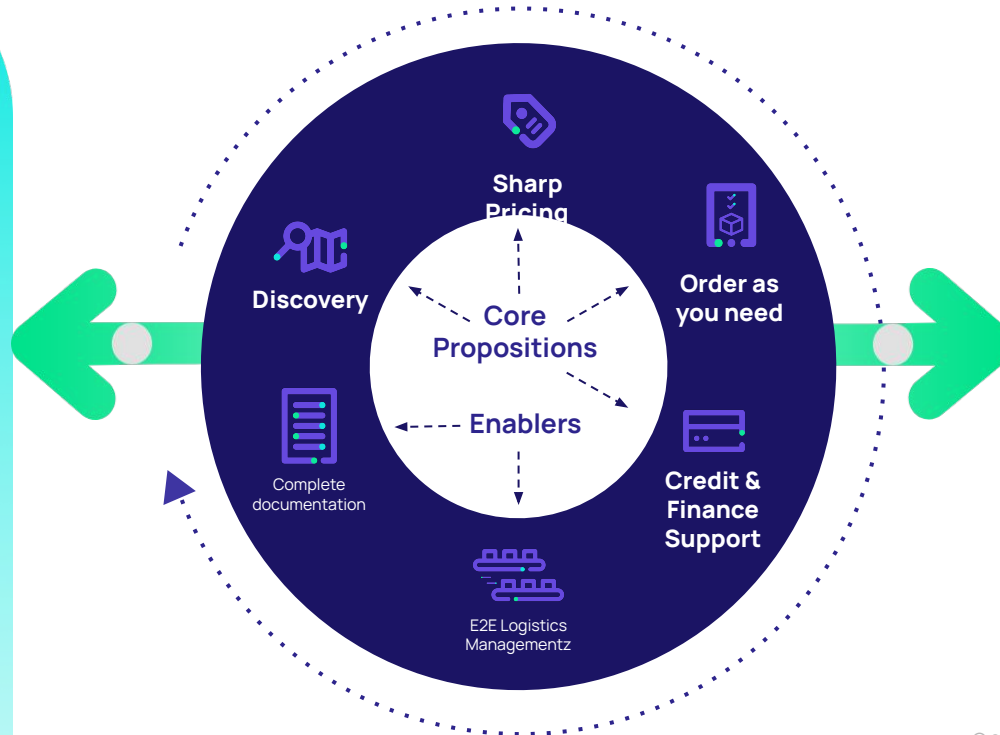 Sharp
Pricing
Order as
you need
Discovery
Core
Propositions
Enablers
Credit &
Finance
Support
Complete
documentation
E2E Logistics
Managementz